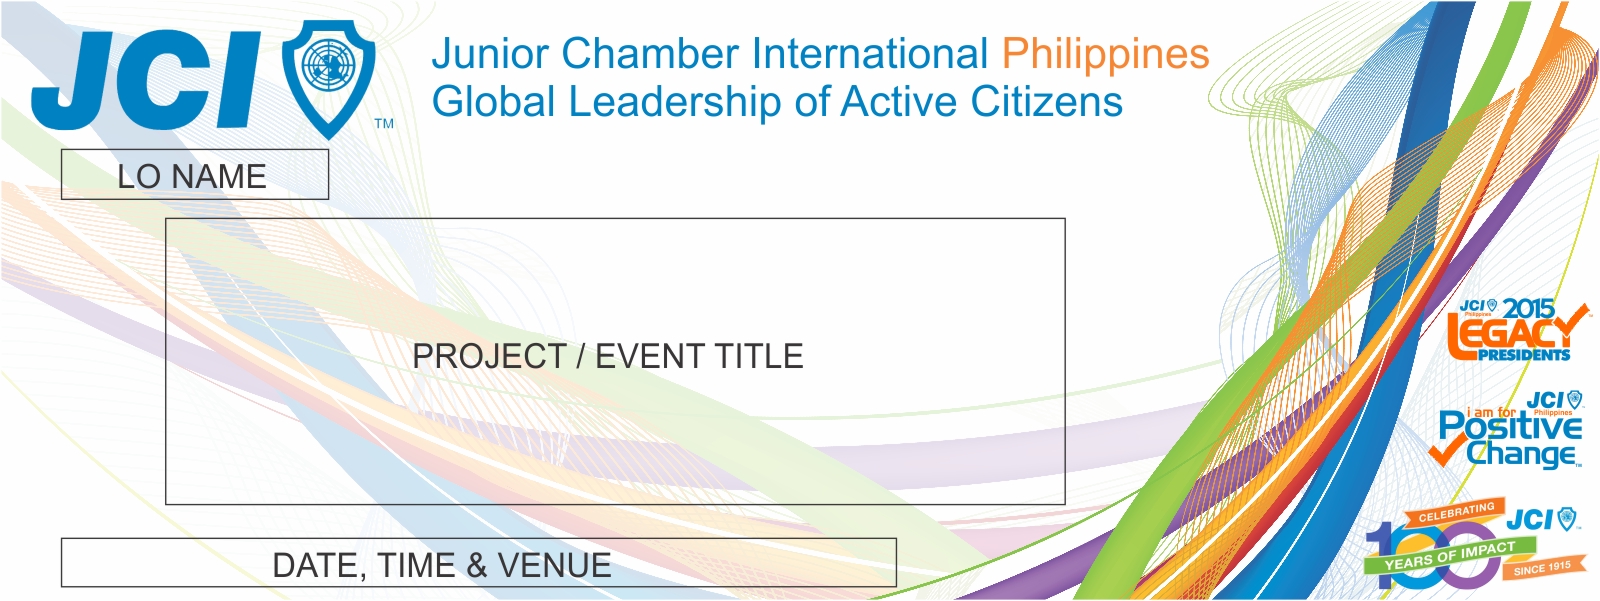 JCI
TM
Junior Chamber International Philippines
Global Leadership of Active Citizens
LO NAME
PROJECT / EVENT TITLE
DATE, TIME & VENUE
JCI 2015
Philippines
LEGACY
PRESIDENTS
JCI
i am for Philippines
Positive
Change
CELEBRATING
JCI
100
YEARS OF IMPACT
SINCE 1915